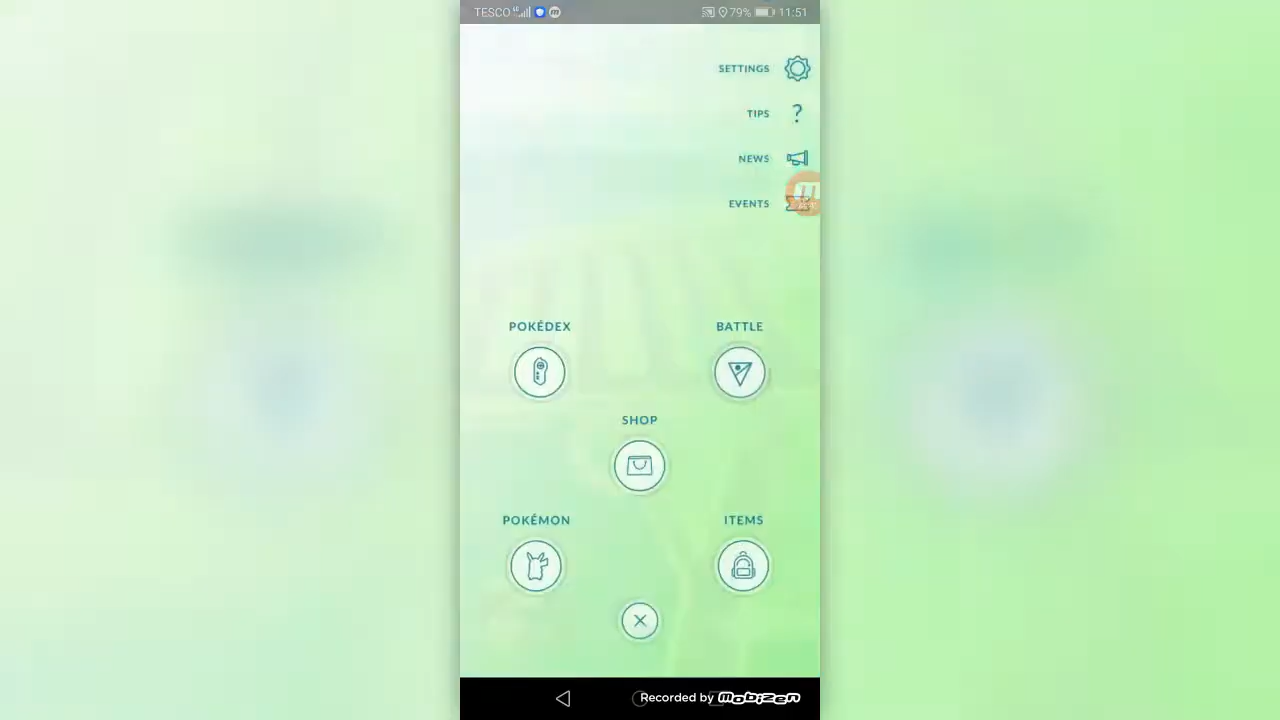 TESCO 79% 11:51
SETTINGS
TIPS
?
NEWS
EVENTS
POKÉDEX
BATTLE
SHOP
POKÉMON
ITEMS
Recorded by mobizen